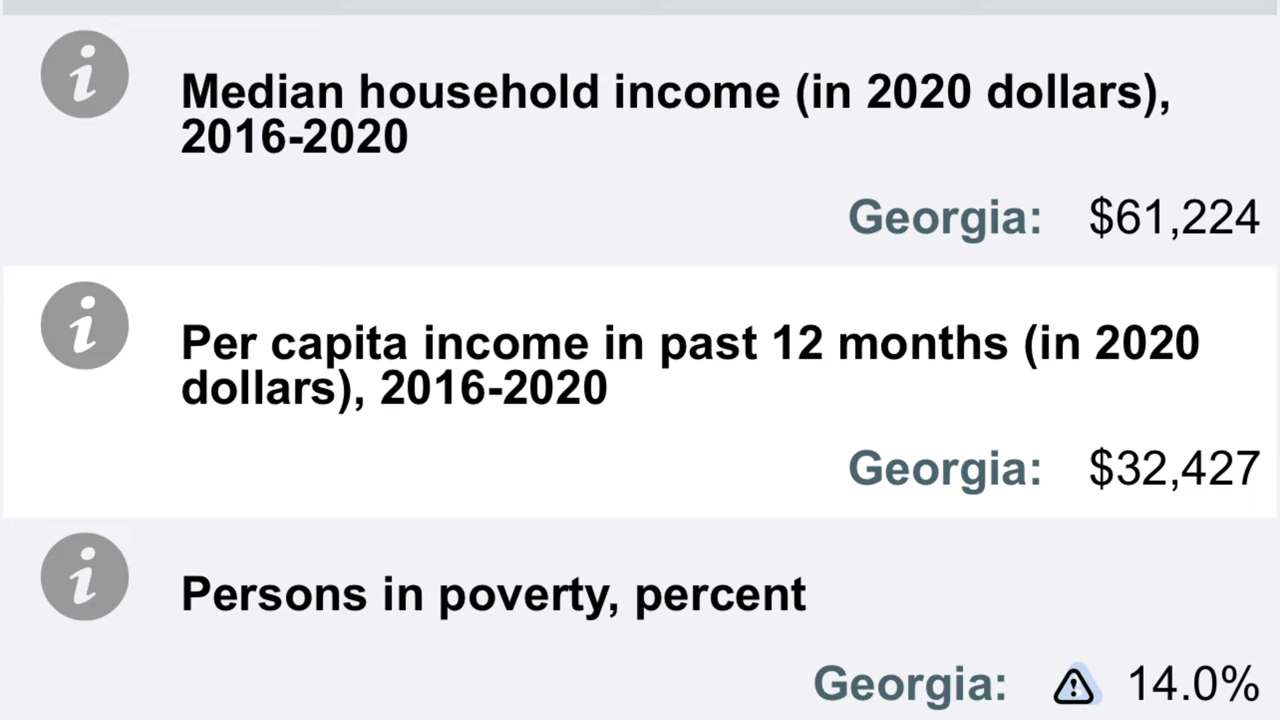 Median household income (in 2020 dollars),
2016-2020
Georgia: $61,224
Per capita income in past 12 months (in 2020
dollars), 2016-2020
Georgia: $32,427
Persons in poverty, percent
Georgia: 14.0%